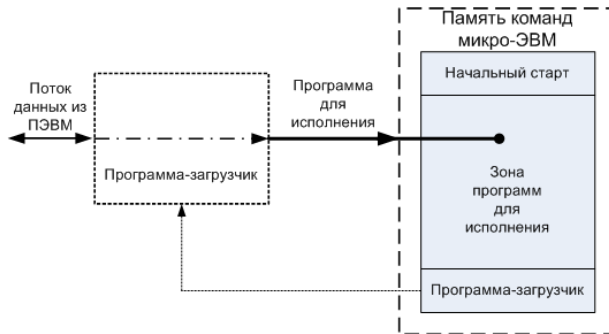 Память команд
микро-ЭВМ
Начальный старт
Поток
данных из
ПЭВМ
Программа
для
исполнения
Программа-загрузчик
Зона
программ
для
исполнения
Программа-загрузчик